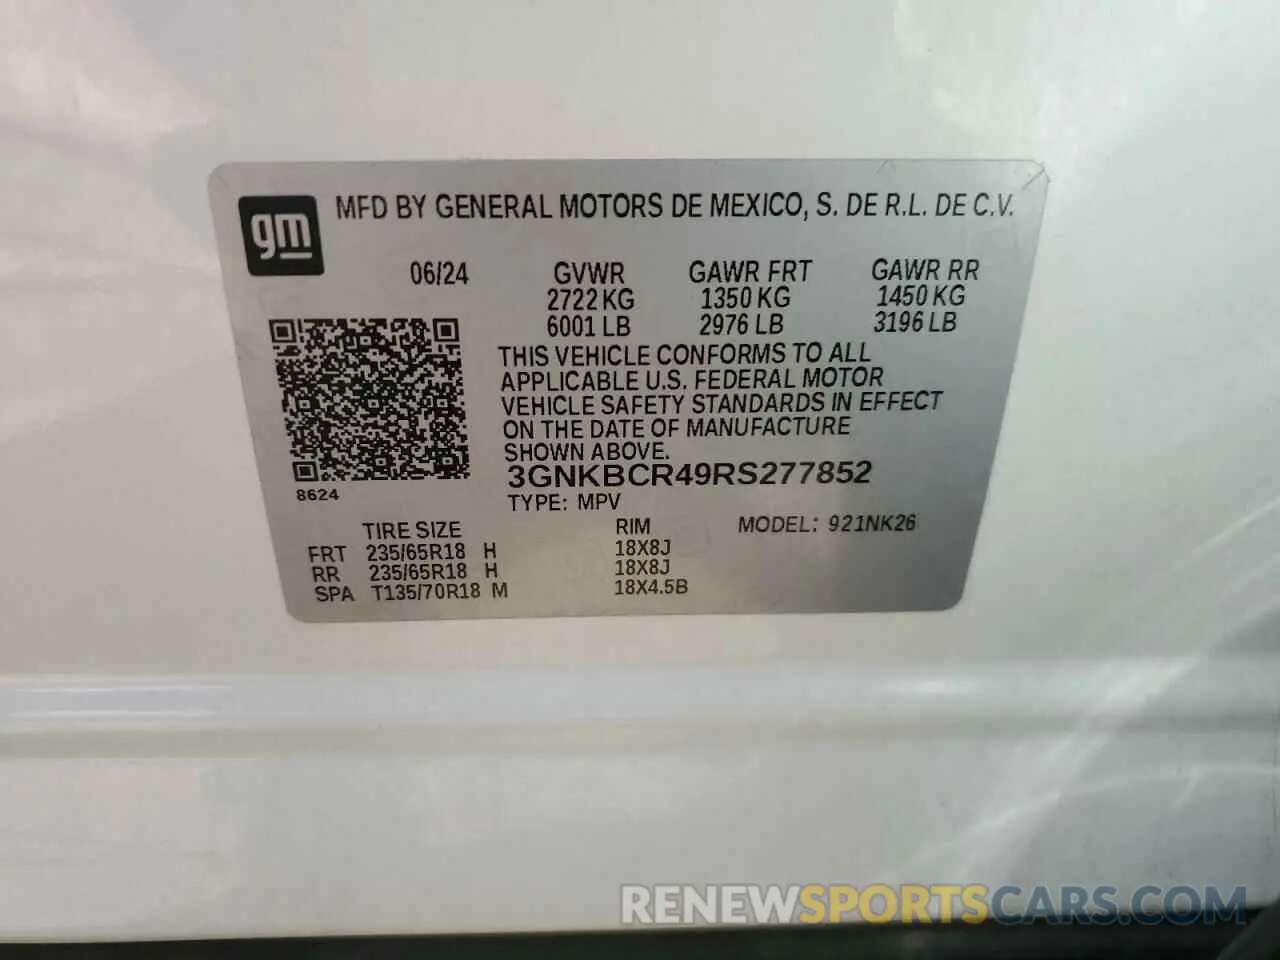 gm
MFD BY GENERAL MOTORS DE MEXICO, S. DE R.L. DE C.V.
06/24 GVWR GAWR FRT GAWR RR
2722 KG 1350 KG 1450 KG
6001 LB 2976 LB 3196 LB
THIS VEHICLE CONFORMS TO ALL
APPLICABLE U.S. FEDERAL MOTOR
VEHICLE SAFETY STANDARDS IN EFFECT
ON THE DATE OF MANUFACTURE
SHOWN ABOVE.
3GNKBCR49RS277852
8624
TYPE: MPV
TIRE SIZE RIM MODEL: 921NK26
FRT 235/65R18 H 18X8J
RR 235/65R18 H 18X8J
SPA T135/70R18 M 18X4.5B
RENEWSPORTSCARS.COM